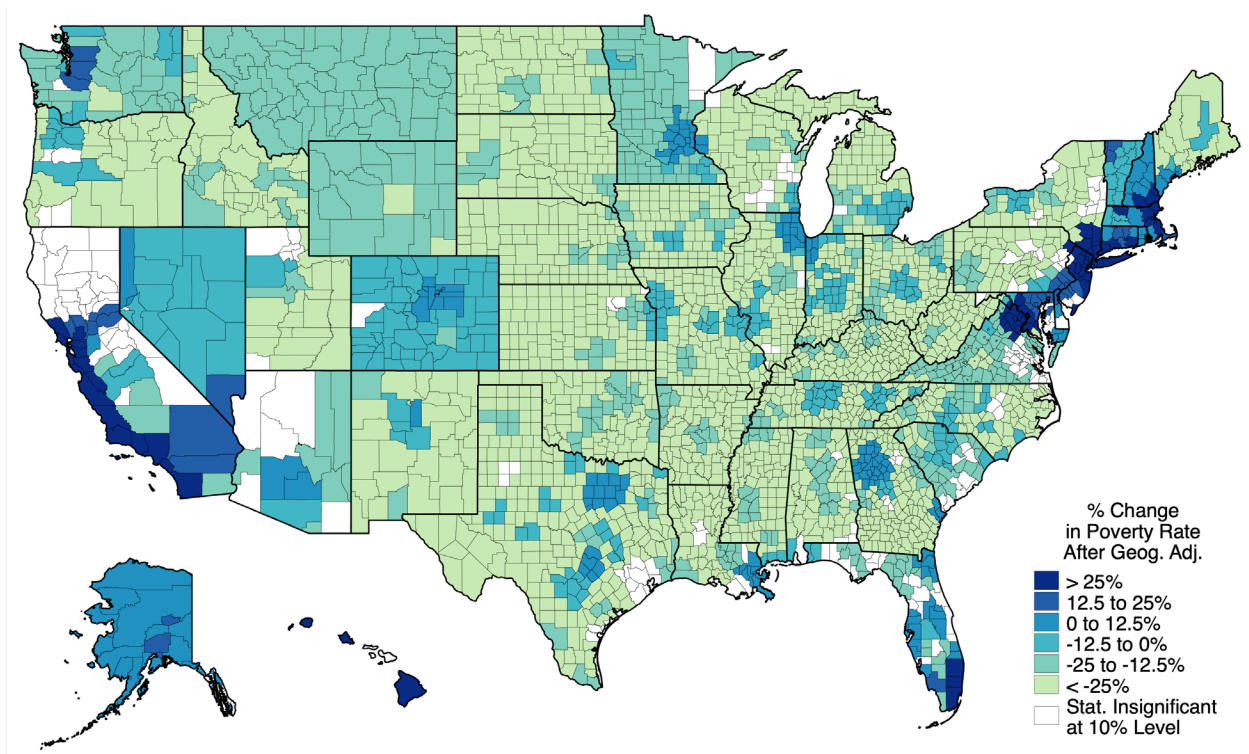 % Change
in Poverty Rate
After Geog. Adj.
> 25%
12.5 to 25%
0 to 12.5%
-12.5 to 0%
-25 to -12.5%
< -25%
Stat. Insignificant
at 10% Level